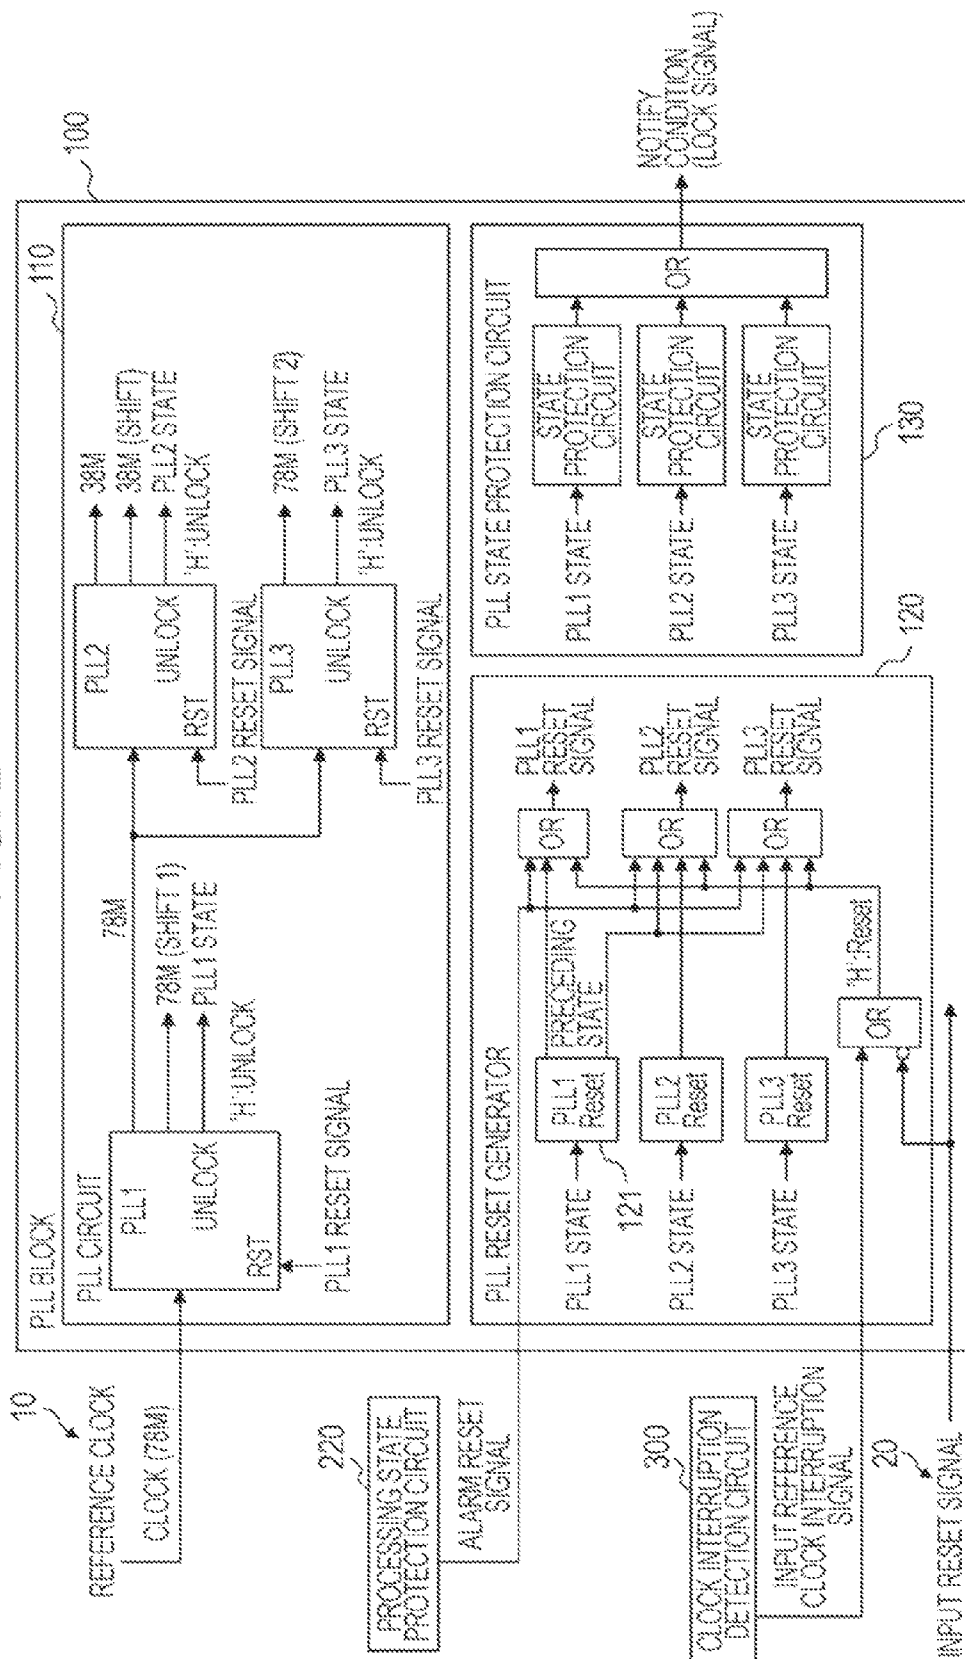 REFERENCE CLOCK
10
CLOCK (78M)
PLL BLOCK
100
PLL CIRCUIT
110
PLL1
UNLOCK
RST
PLL1 RESET SIGNAL
78M
78M (SHIFT 1)
PLL1 STATE
'H':UNLOCK
PLL2
UNLOCK
RST
PLL2 RESET SIGNAL
38M
38M (SHIFT)
PLL2 STATE
'H':UNLOCK
PLL3
UNLOCK
RST
PLL3 RESET SIGNAL
78M (SHIFT 2)
PLL3 STATE
'H':UNLOCK
220
PROCESSING STATE
PROTECTION CIRCUIT
ALARM RESET
SIGNAL
300
CLOCK INTERRUPTION
DETECTION CIRCUIT
INPUT REFERENCE
CLOCK INTERRUPTION
SIGNAL
20
INPUT RESET SIGNAL
PLL RESET GENERATOR
120
PLL1 STATE
PLL1
Reset
121
PRECEDING
STATE
OR
PLL1
RESET
SIGNAL
PLL2 STATE
PLL2
Reset
OR
PLL2
RESET
SIGNAL
PLL3 STATE
PLL3
Reset
OR
PLL3
RESET
SIGNAL
OR
'H':Reset
PLL STATE PROTECTION CIRCUIT
130
PLL1 STATE
STATE
PROTECTION
CIRCUIT
PLL2 STATE
STATE
PROTECTION
CIRCUIT
PLL3 STATE
STATE
PROTECTION
CIRCUIT
OR
NOTIFY
CONDITION
(LOCK SIGNAL)